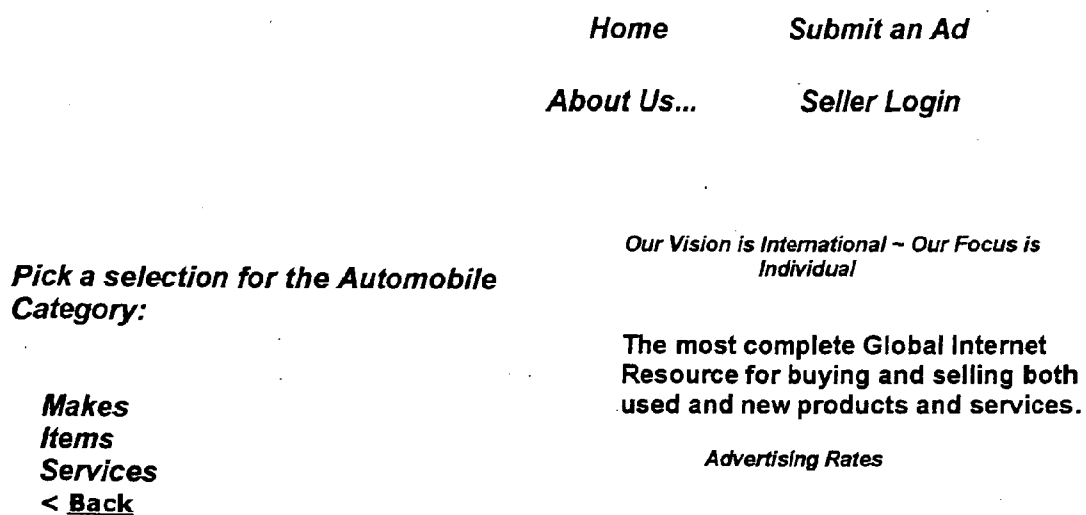 Home Submit an Ad
About Us... Seller Login
Our Vision is International ~ Our Focus is
Individual
Pick a selection for the Automobile
Category:
The most complete Global Internet
Resource for buying and selling both
used and new products and services.
Makes
Items
Services
< Back
Advertising Rates